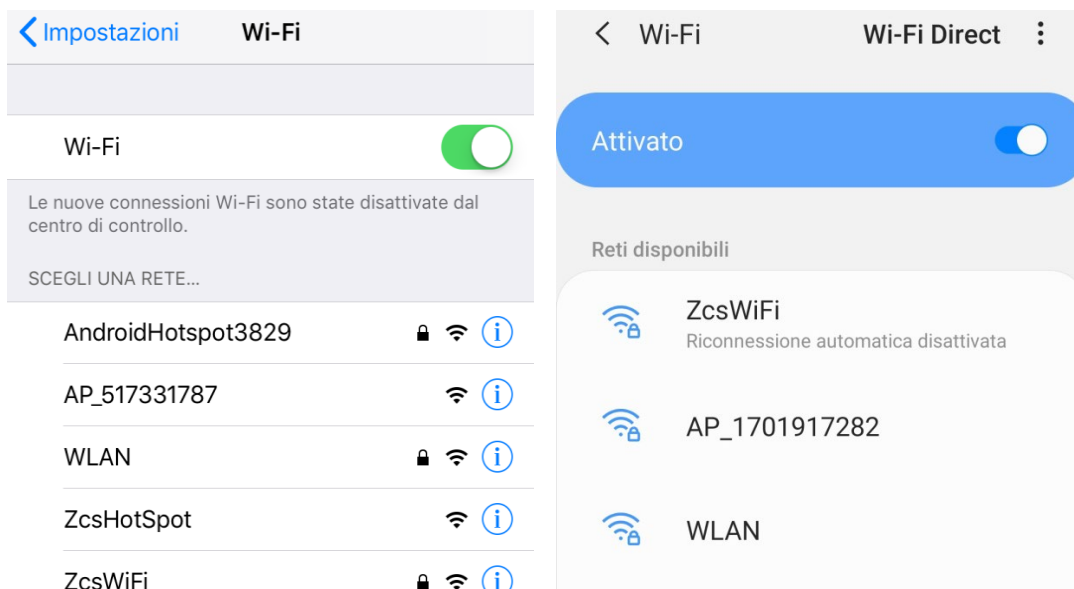 Impostazioni
Wi-Fi
Wi-Fi
Le nuove connessioni Wi-Fi sono state disattivate dal
centro di controllo.
SCEGLI UNA RETE...
AndroidHotspot3829
AP_517331787
WLAN
ZcsHotSpot
ZcsWiFi
Wi-Fi
Wi-Fi Direct
Attivato
Reti disponibili
ZcsWiFi
Riconnessione automatica disattivata
AP_1701917282
WLAN